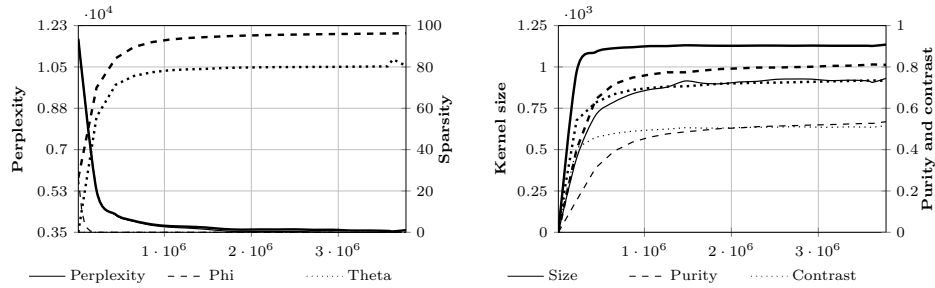 ·10^4
1.23
1.05
0.88
0.7
0.53
0.35
100
80
60
40
20
0
Perplexity
Sparsity
1 · 10^6
2 · 10^6
3 · 10^6
Perplexity Phi Theta
·10^3
1.25
1
0.75
0.5
0.25
0
1
0.8
0.6
0.4
0.2
0
Kernel size
Purity and contrast
1 · 10^6
2 · 10^6
3 · 10^6
Size Purity Contrast